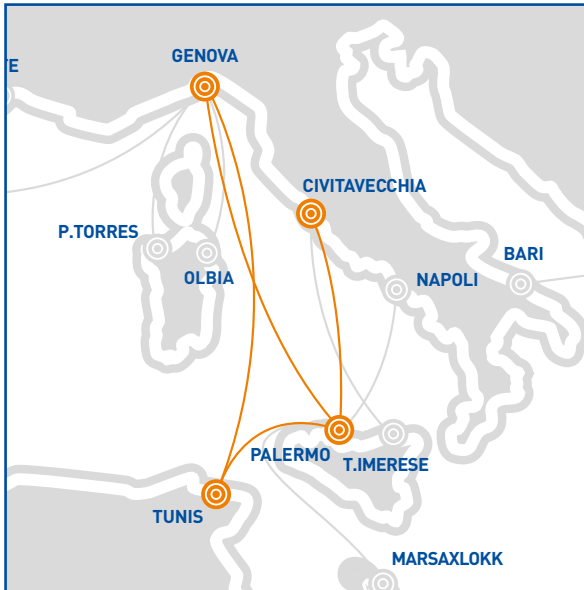 GENOVA
CIVITAVECCHIA
P.TORRES
OLBIA
BARI
NAPOLI
PALERMO
T.IMERESE
TUNIS
MARSAXLOKK